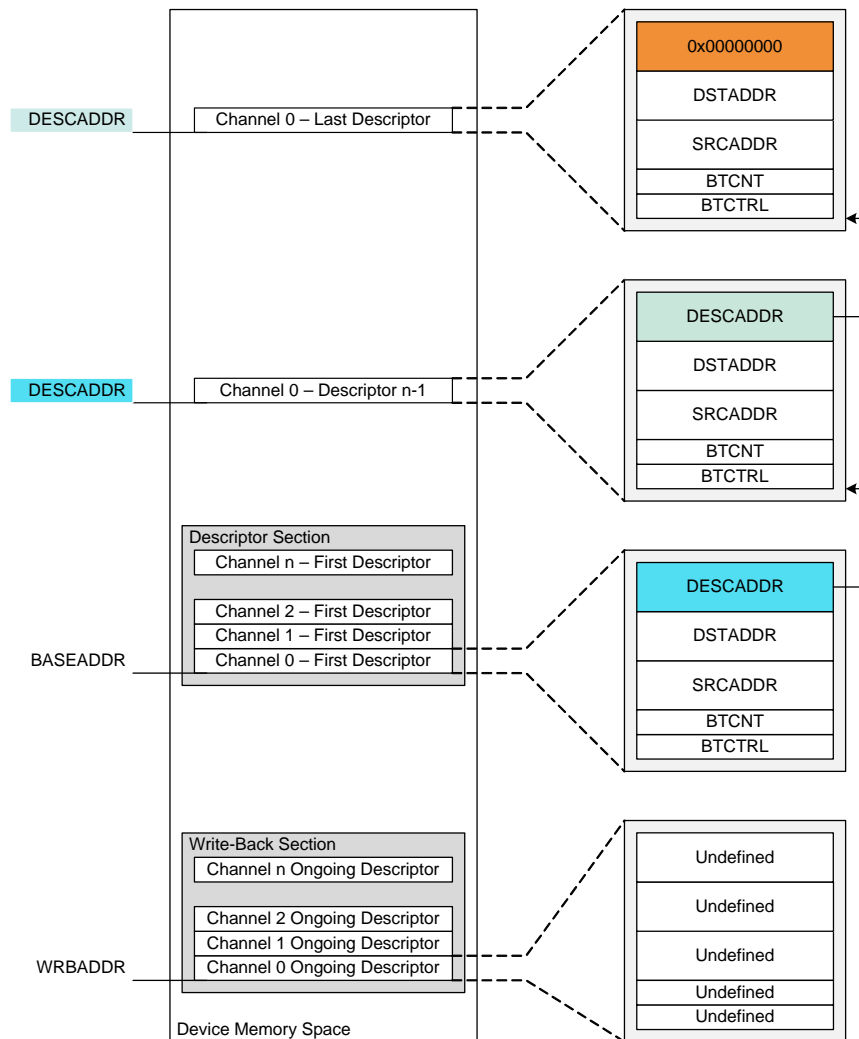 0x00000000
DESCADDR
Channel 0 – Last Descriptor
DSTADDR
SRCADDR
BTCNT
BTCTRL
DESCADDR
DESCADDR
Channel 0 – Descriptor n-1
DSTADDR
SRCADDR
BTCNT
BTCTRL
Descriptor Section
Channel n – First Descriptor
Channel 2 – First Descriptor
Channel 1 – First Descriptor
BASEADDR
Channel 0 – First Descriptor
DESCADDR
DSTADDR
SRCADDR
BTCNT
BTCTRL
Write-Back Section
Channel n Ongoing Descriptor
Channel 2 Ongoing Descriptor
Channel 1 Ongoing Descriptor
WRBADDR
Channel 0 Ongoing Descriptor
Undefined
Undefined
Undefined
Undefined
Undefined
Device Memory Space